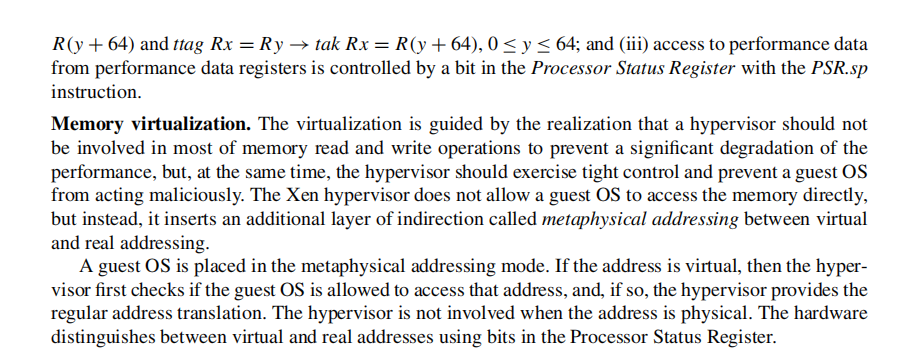 R(y + 64) and ttag Rx = Ry → tak Rx = R(y + 64), 0 ≤ y ≤ 64; and (iii) access to performance data
from performance data registers is controlled by a bit in the Processor Status Register with the PSR.sp
instruction.
Memory virtualization. The virtualization is guided by the realization that a hypervisor should not
be involved in most of memory read and write operations to prevent a significant degradation of the
performance, but, at the same time, the hypervisor should exercise tight control and prevent a guest OS
from acting maliciously. The Xen hypervisor does not allow a guest OS to access the memory directly,
but instead, it inserts an additional layer of indirection called metaphysical addressing between virtual
and real addressing.
A guest OS is placed in the metaphysical addressing mode. If the address is virtual, then the hyper-
visor first checks if the guest OS is allowed to access that address, and, if so, the hypervisor provides the
regular address translation. The hypervisor is not involved when the address is physical. The hardware
distinguishes between virtual and real addresses using bits in the Processor Status Register.